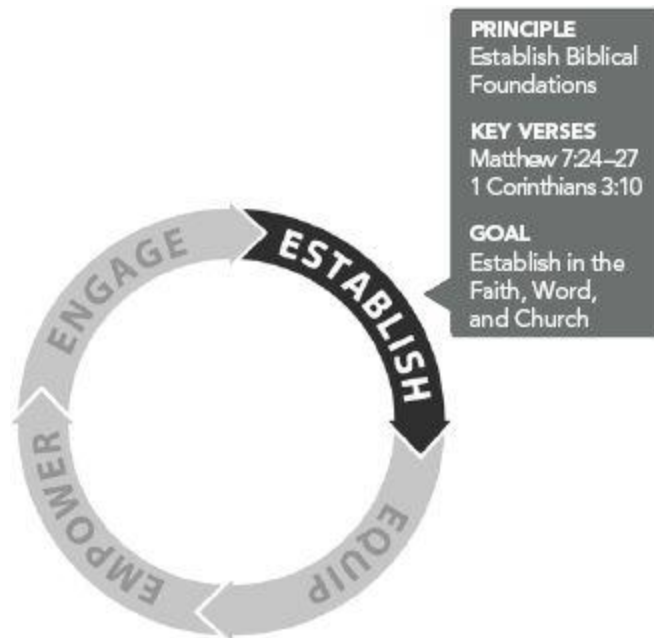 PRINCIPLE
Establish Biblical
Foundations
KEY VERSES
Matthew 7:24–27
1 Corinthians 3:10
GOAL
Establish in the
Faith, Word,
and Church
ENGAGE
ESTABLISH
EQUIP
EMPOWER